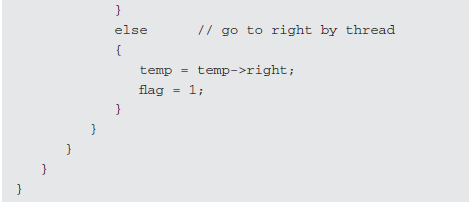 }
else // go to right by thread
{
temp = temp->right;
flag = 1;
}
}
}
}
}